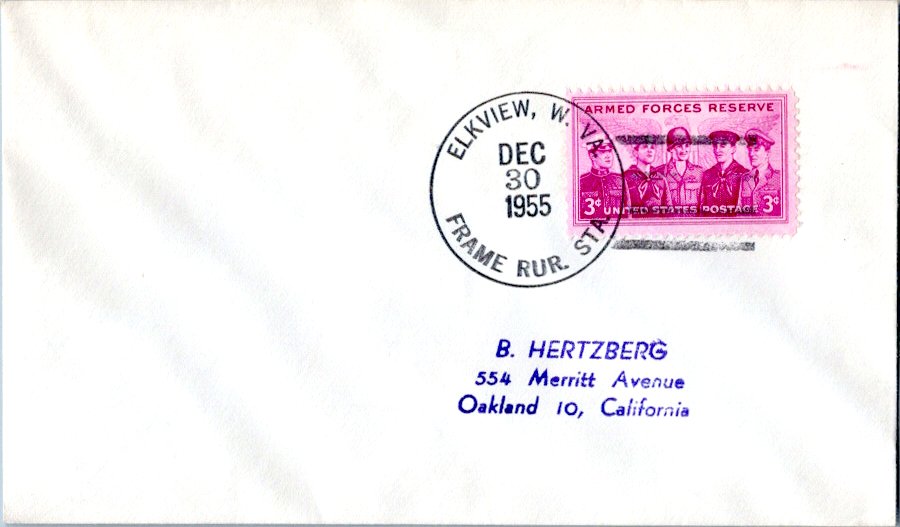 ELKVIEW, W. VA.
DEC
30
1955
FRAME RUR. STA.
ARMED FORCES RESERVE
3¢ UNITED STATES POSTAGE 3¢
B. HERTZBERG
554 Merritt Avenue
Oakland 10, California